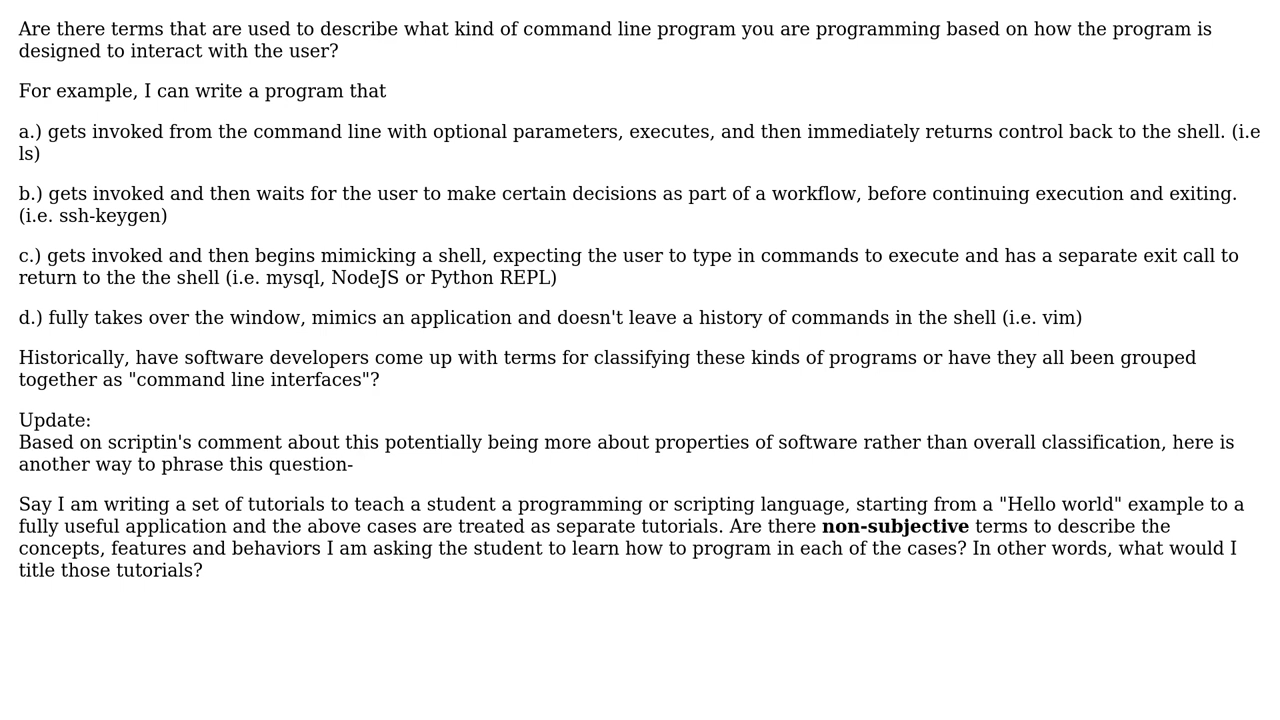 Are there terms that are used to describe what kind of command line program you are programming based on how the program is
designed to interact with the user?
For example, I can write a program that
a.) gets invoked from the command line with optional parameters, executes, and then immediately returns control back to the shell. (i.e
ls)
b.) gets invoked and then waits for the user to make certain decisions as part of a workflow, before continuing execution and exiting.
(i.e. ssh-keygen)
c.) gets invoked and then begins mimicking a shell, expecting the user to type in commands to execute and has a separate exit call to
return to the the shell (i.e. mysql, NodeJS or Python REPL)
d.) fully takes over the window, mimics an application and doesn't leave a history of commands in the shell (i.e. vim)
Historically, have software developers come up with terms for classifying these kinds of programs or have they all been grouped
together as "command line interfaces"?
Update:
Based on scriptin's comment about this potentially being more about properties of software rather than overall classification, here is
another way to phrase this question-
Say I am writing a set of tutorials to teach a student a programming or scripting language, starting from a "Hello world" example to a
fully useful application and the above cases are treated as separate tutorials. Are there non-subjective terms to describe the
concepts, features and behaviors I am asking the student to learn how to program in each of the cases? In other words, what would I
title those tutorials?